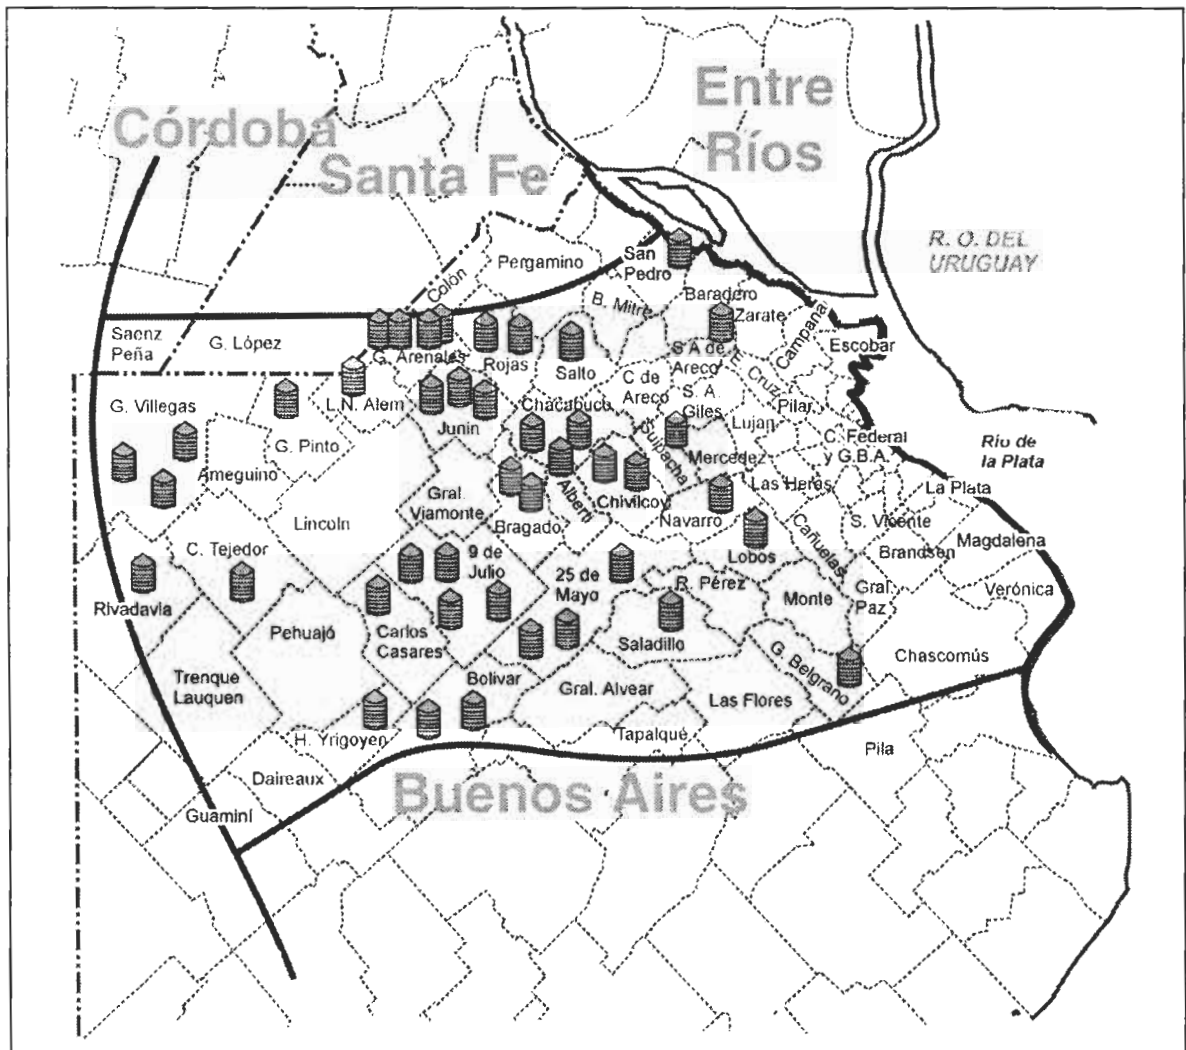 Entre
Ríos
Córdoba
Santa Fe
R. O. DEL
URUGUAY
San
Pedro
Pergamino
Colón
B. Mitre
Baradero
Zarate
Campana
Escobar
Saenz
Peña
G. López
G. Arenales
Rojas
Salto
S A de
Areco
E. Cruz
C de
Areco
S. A.
Giles
Pilar
G. Villegas
L.N. Alem
Chacabuco
Lujan
G. Pinto
Junin
Suipacha
Mercedez
C. Federal
y G.B.A.
Rio de
la Plata
Ameguino
Las Heras
La Plata
Gral.
Viamonte
Alberti
Chivilcoy
Lincoln
Bragado
Navarro
S. Vicente
Cañuelas
Magdalena
C. Tejedor
9 de
Julio
Lobos
Brandsen
25 de
Mayo
R. Pérez
Verónica
Rivadavia
Monte
Gral.
Paz
Pehuajó
Carlos
Casares
Saladillo
Chascomús
G. Belgrano
Trenque
Lauquen
Bolivar
Gral. Alvear
Las Flores
H. Yrigoyen
Tapalqué
Pila
Daireaux
Buenos Aires
Guaminí